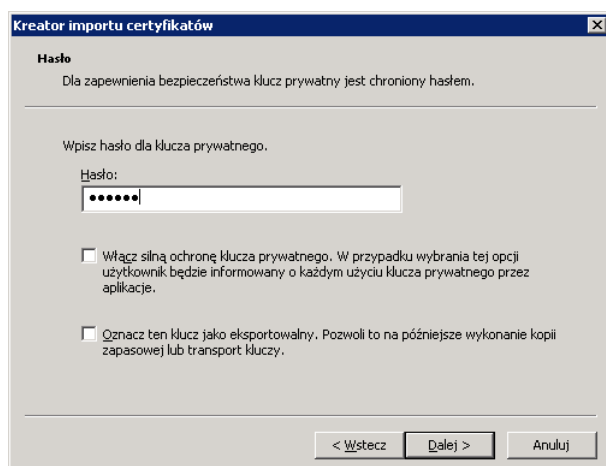 Kreator importu certyfikatów
Hasło
Dla zapewnienia bezpieczeństwa klucz prywatny jest chroniony hasłem.
Wpisz hasło dla klucza prywatnego.
Hasło:
●●●●●●
Włącz silną ochronę klucza prywatnego. W przypadku wybrania tej opcji
użytkownik będzie informowany o każdym użyciu klucza prywatnego przez
aplikacje.
Oznacz ten klucz jako eksportowalny. Pozwoli to na późniejsze wykonanie kopii
zapasowej lub transport kluczy.
< Wstecz Dalej > Anuluj